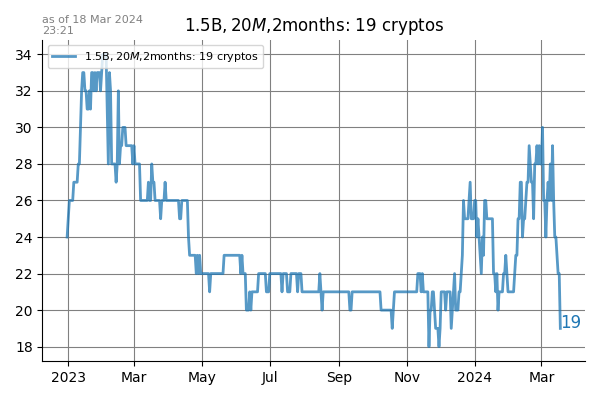 as of 18 Mar 2024
23:21
1.5B, 20M,2months: 19 cryptos
1.5B, 20M,2months: 19 cryptos
34
32
30
28
26
24
22
20
18
19
2023
Mar
May
Jul
Sep
Nov
2024
Mar